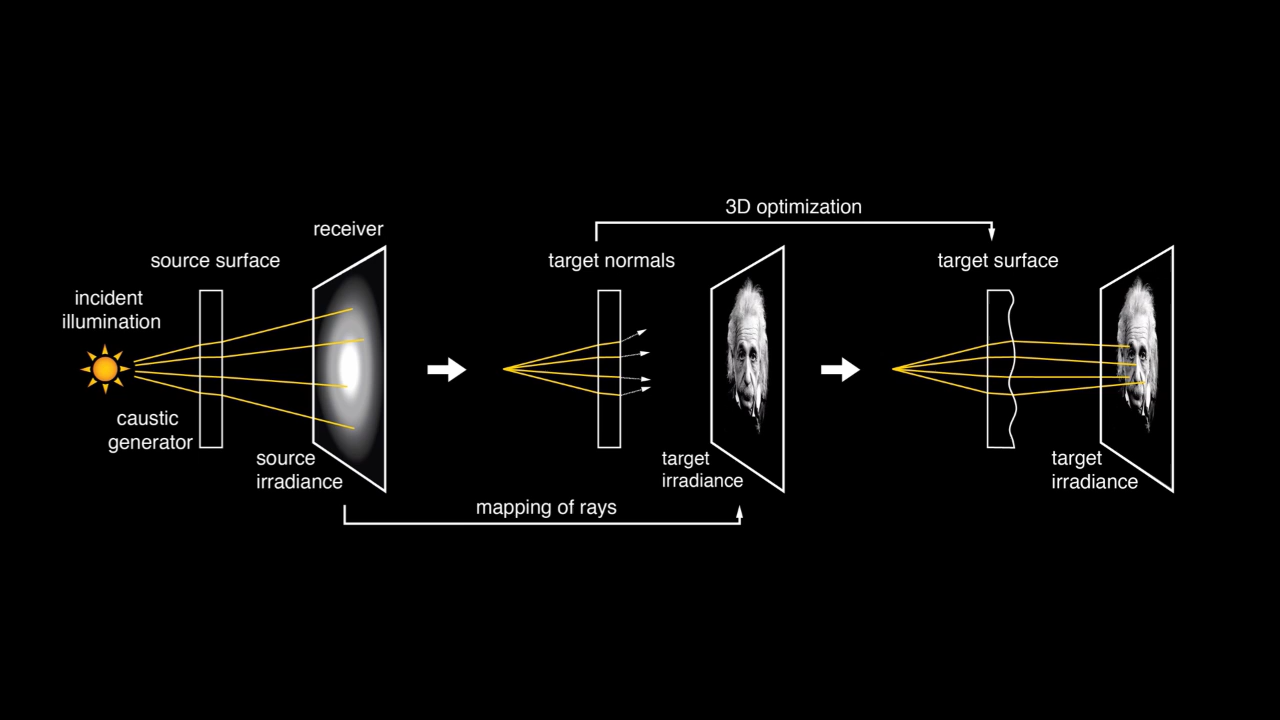 3D optimization
receiver
source surface
target normals
target surface
incident
illumination
caustic
generator
source
irradiance
target
irradiance
target
irradiance
mapping of rays